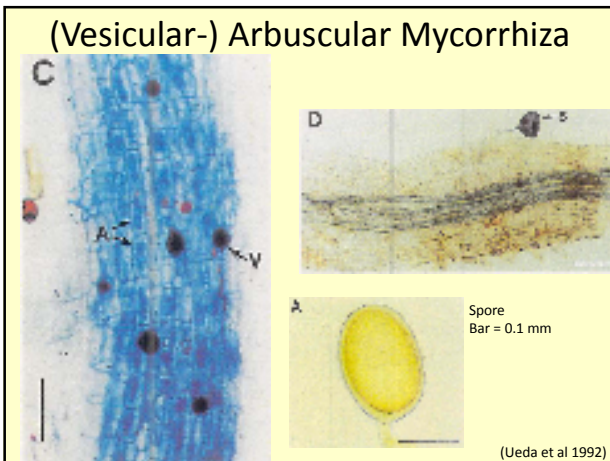 (Vesicular-) Arbuscular Mycorrhiza
C
D
A
V
A
Spore
Bar = 0.1 mm
(Ueda et al 1992)